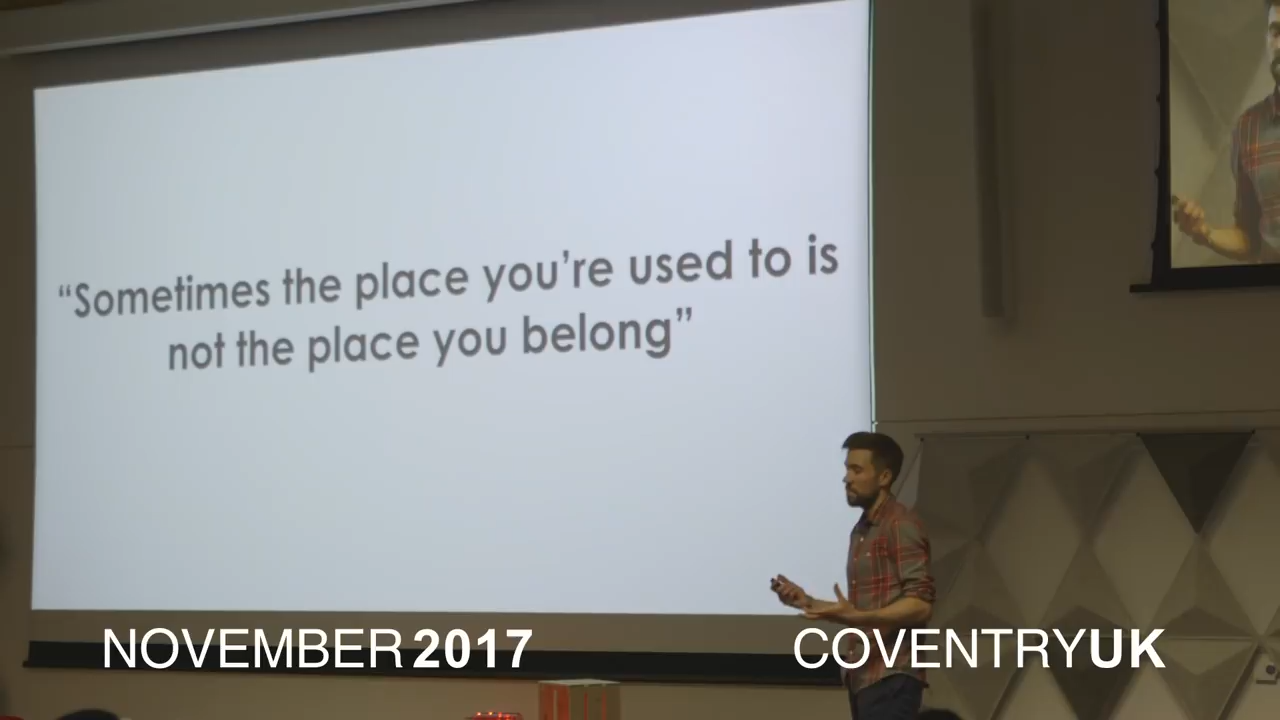 “Sometimes the place you’re used to is
not the place you belong”
NOVEMBER 2017
COVENTRYUK